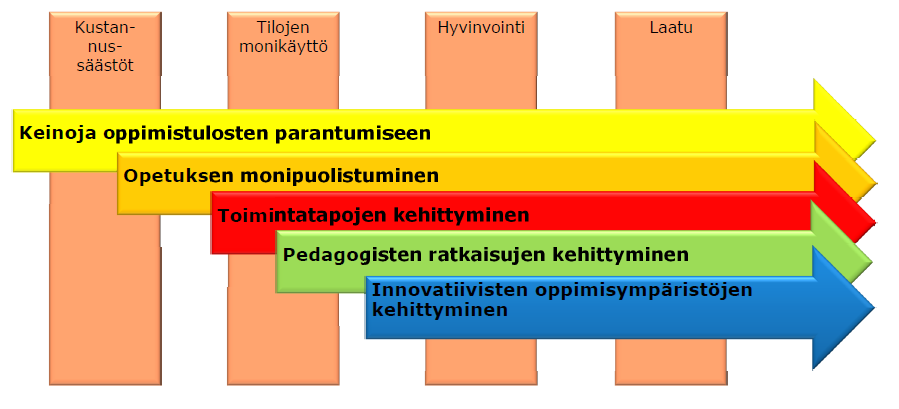 Kustan-
nus-
säästöt
Tilojen
monikäyttö
Hyvinvointi
Laatu
Keinoja oppimistulosten parantumiseen
Opetuksen monipuolistuminen
Toimintatapojen kehittyminen
Pedagogisten ratkaisujen kehittyminen
Innovatiivisten oppimisympäristöjen
kehittyminen